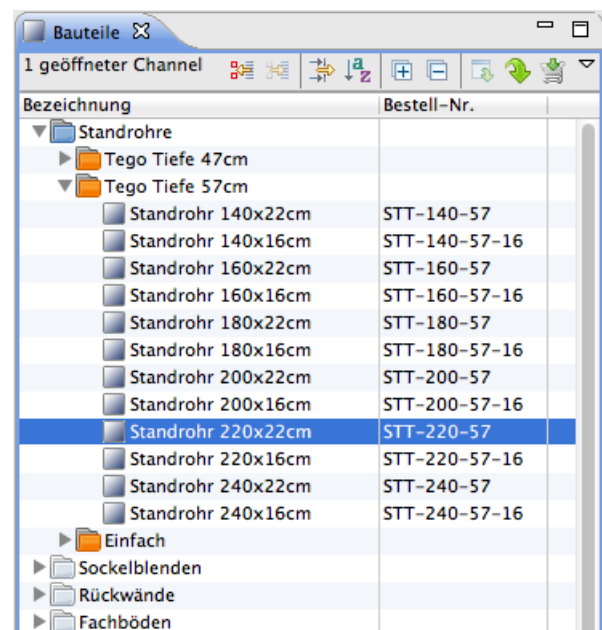 Bauteile
1 geöffneter Channel
Bezeichnung Bestell-Nr.
Standrohre
Tego Tiefe 47cm
Tego Tiefe 57cm
Standrohr 140x22cm STT-140-57
Standrohr 140x16cm STT-140-57-16
Standrohr 160x22cm STT-160-57
Standrohr 160x16cm STT-160-57-16
Standrohr 180x22cm STT-180-57
Standrohr 180x16cm STT-180-57-16
Standrohr 200x22cm STT-200-57
Standrohr 200x16cm STT-200-57-16
Standrohr 220x22cm STT-220-57
Standrohr 220x16cm STT-220-57-16
Standrohr 240x22cm STT-240-57
Standrohr 240x16cm STT-240-57-16
Einfach
Sockelblenden
Rückwände
Fachböden